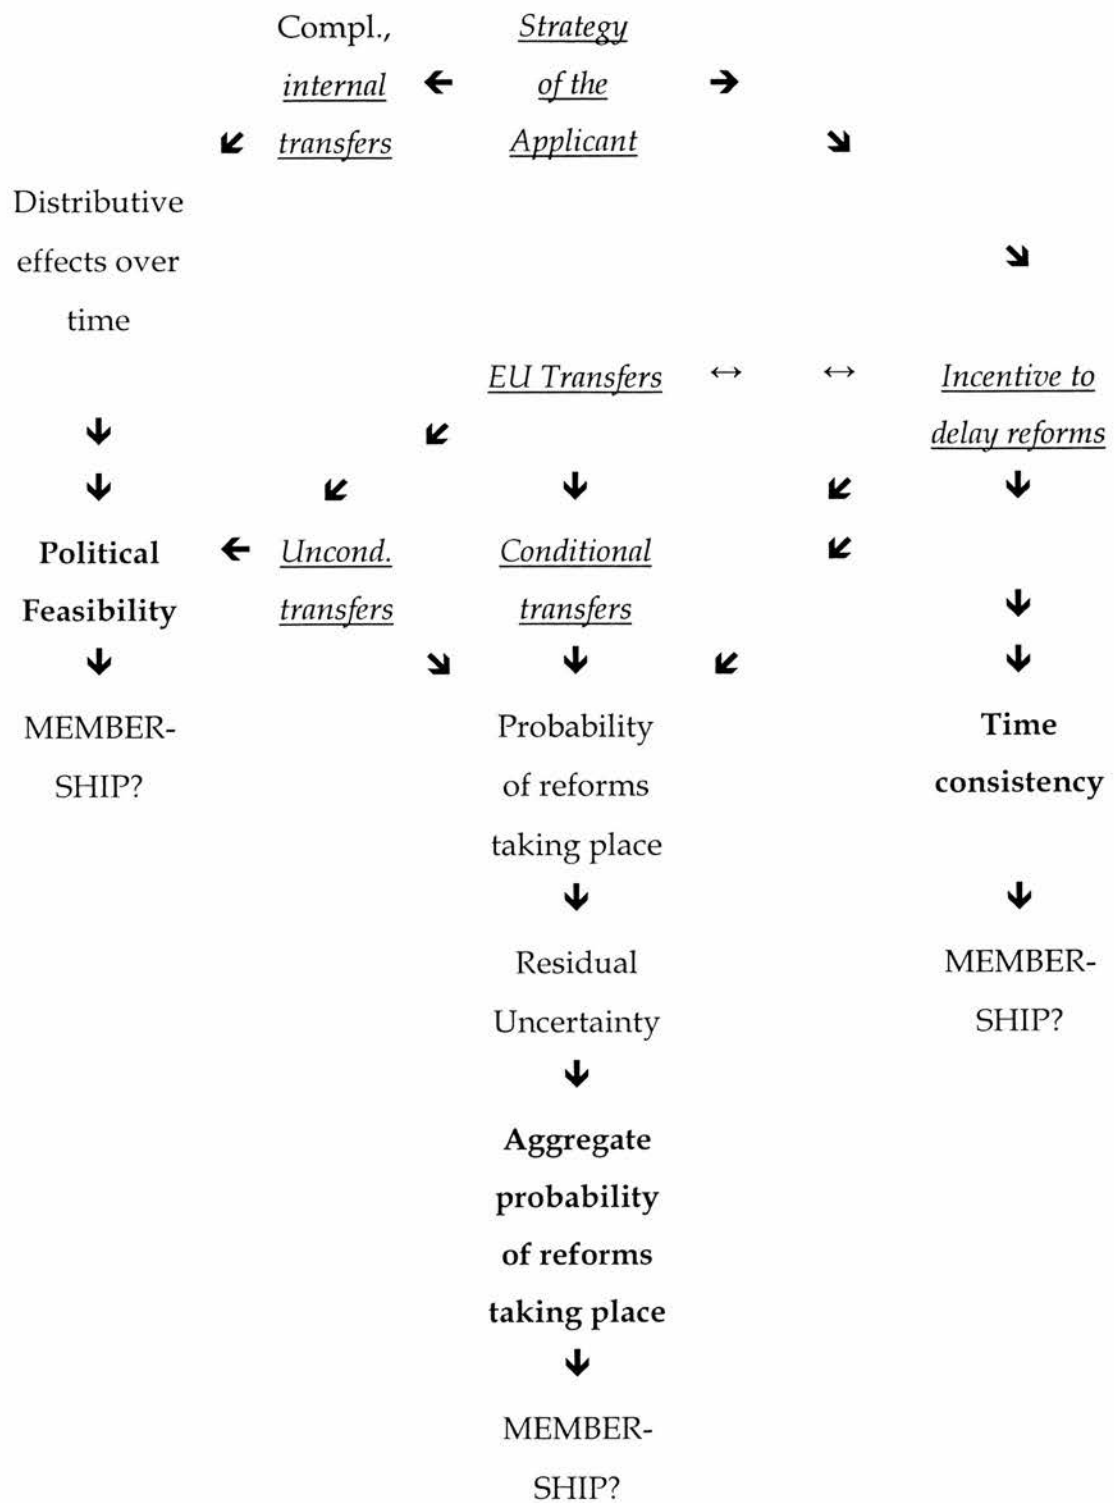 Compl., Strategy
internal ← of the →
↙ transfers Applicant ↘
Distributive
effects over ↘
time
EU Transfers ↔ ↔ Incentive to
↓ ↙ delay reforms
↓ ↙ ↓ ↙ ↓
Political ← Uncond. Conditional ↙
Feasibility transfers transfers ↓
↓ ↘ ↓ ↙ ↓
MEMBER- Probability Time
SHIP? of reforms consistency
taking place
↓ ↓
Residual MEMBER-
Uncertainty SHIP?
↓
Aggregate
probability
of reforms
taking place
↓
MEMBER-
SHIP?